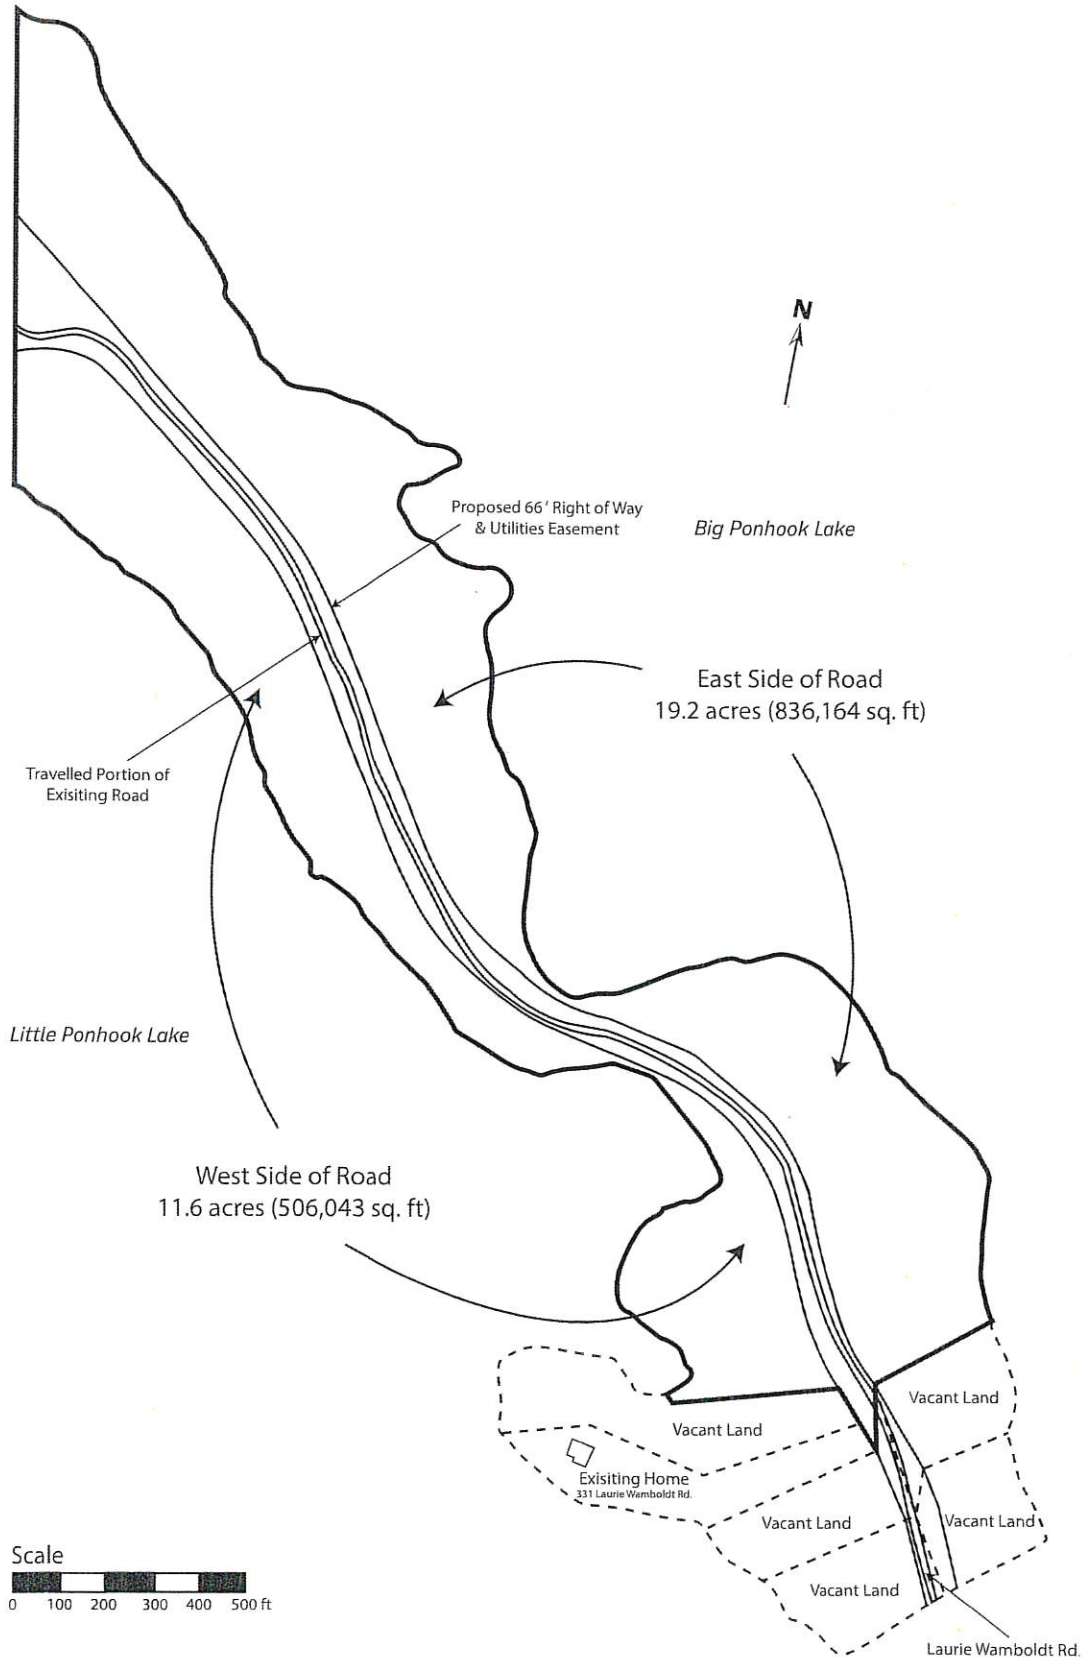 N
Proposed 66' Right of Way
& Utilities Easement
Big Ponhook Lake
East Side of Road
19.2 acres (836,164 sq. ft)
Travelled Portion of
Exisiting Road
Little Ponhook Lake
West Side of Road
11.6 acres (506,043 sq. ft)
Vacant Land
Vacant Land
Exisiting Home
331 Laurie Wamboldt Rd.
Vacant Land
Vacant Land
Vacant Land
Scale
0 100 200 300 400 500 ft
Laurie Wamboldt Rd.